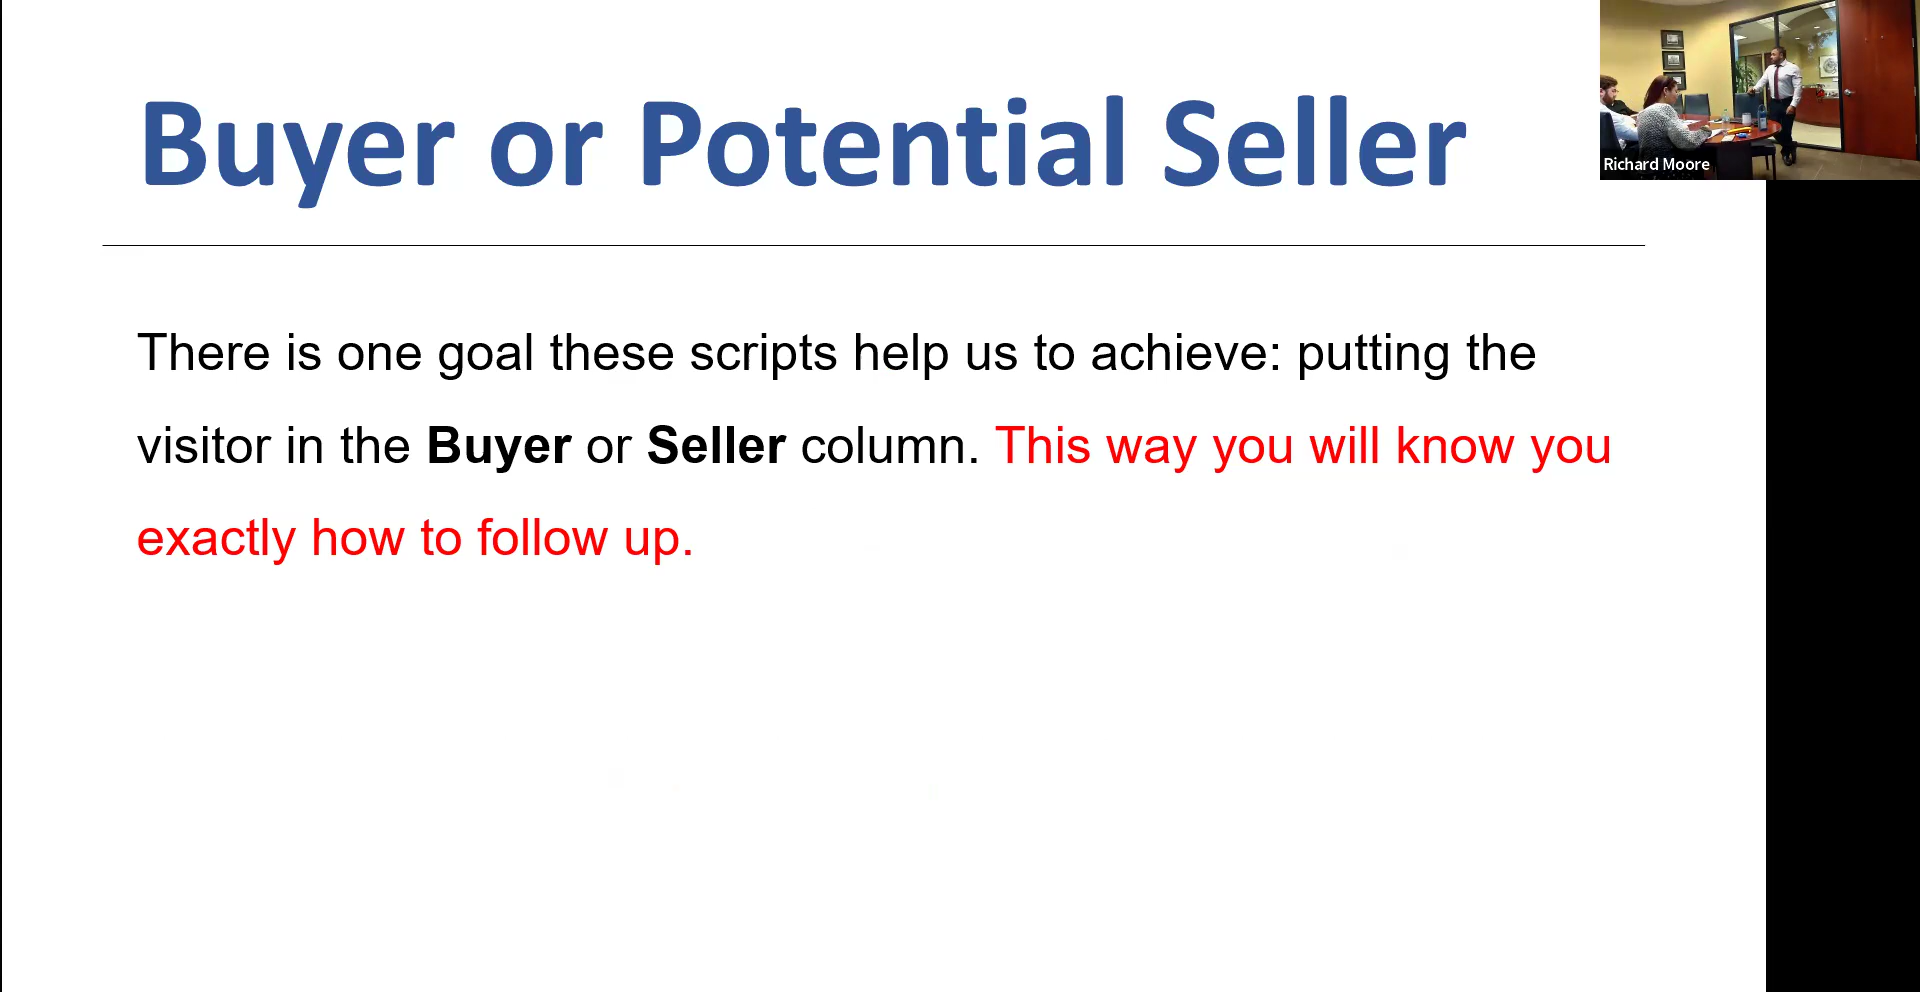 Buyer or Potential Seller
Richard Moore
There is one goal these scripts help us to achieve: putting the
visitor in the Buyer or Seller column. This way you will know you
exactly how to follow up.